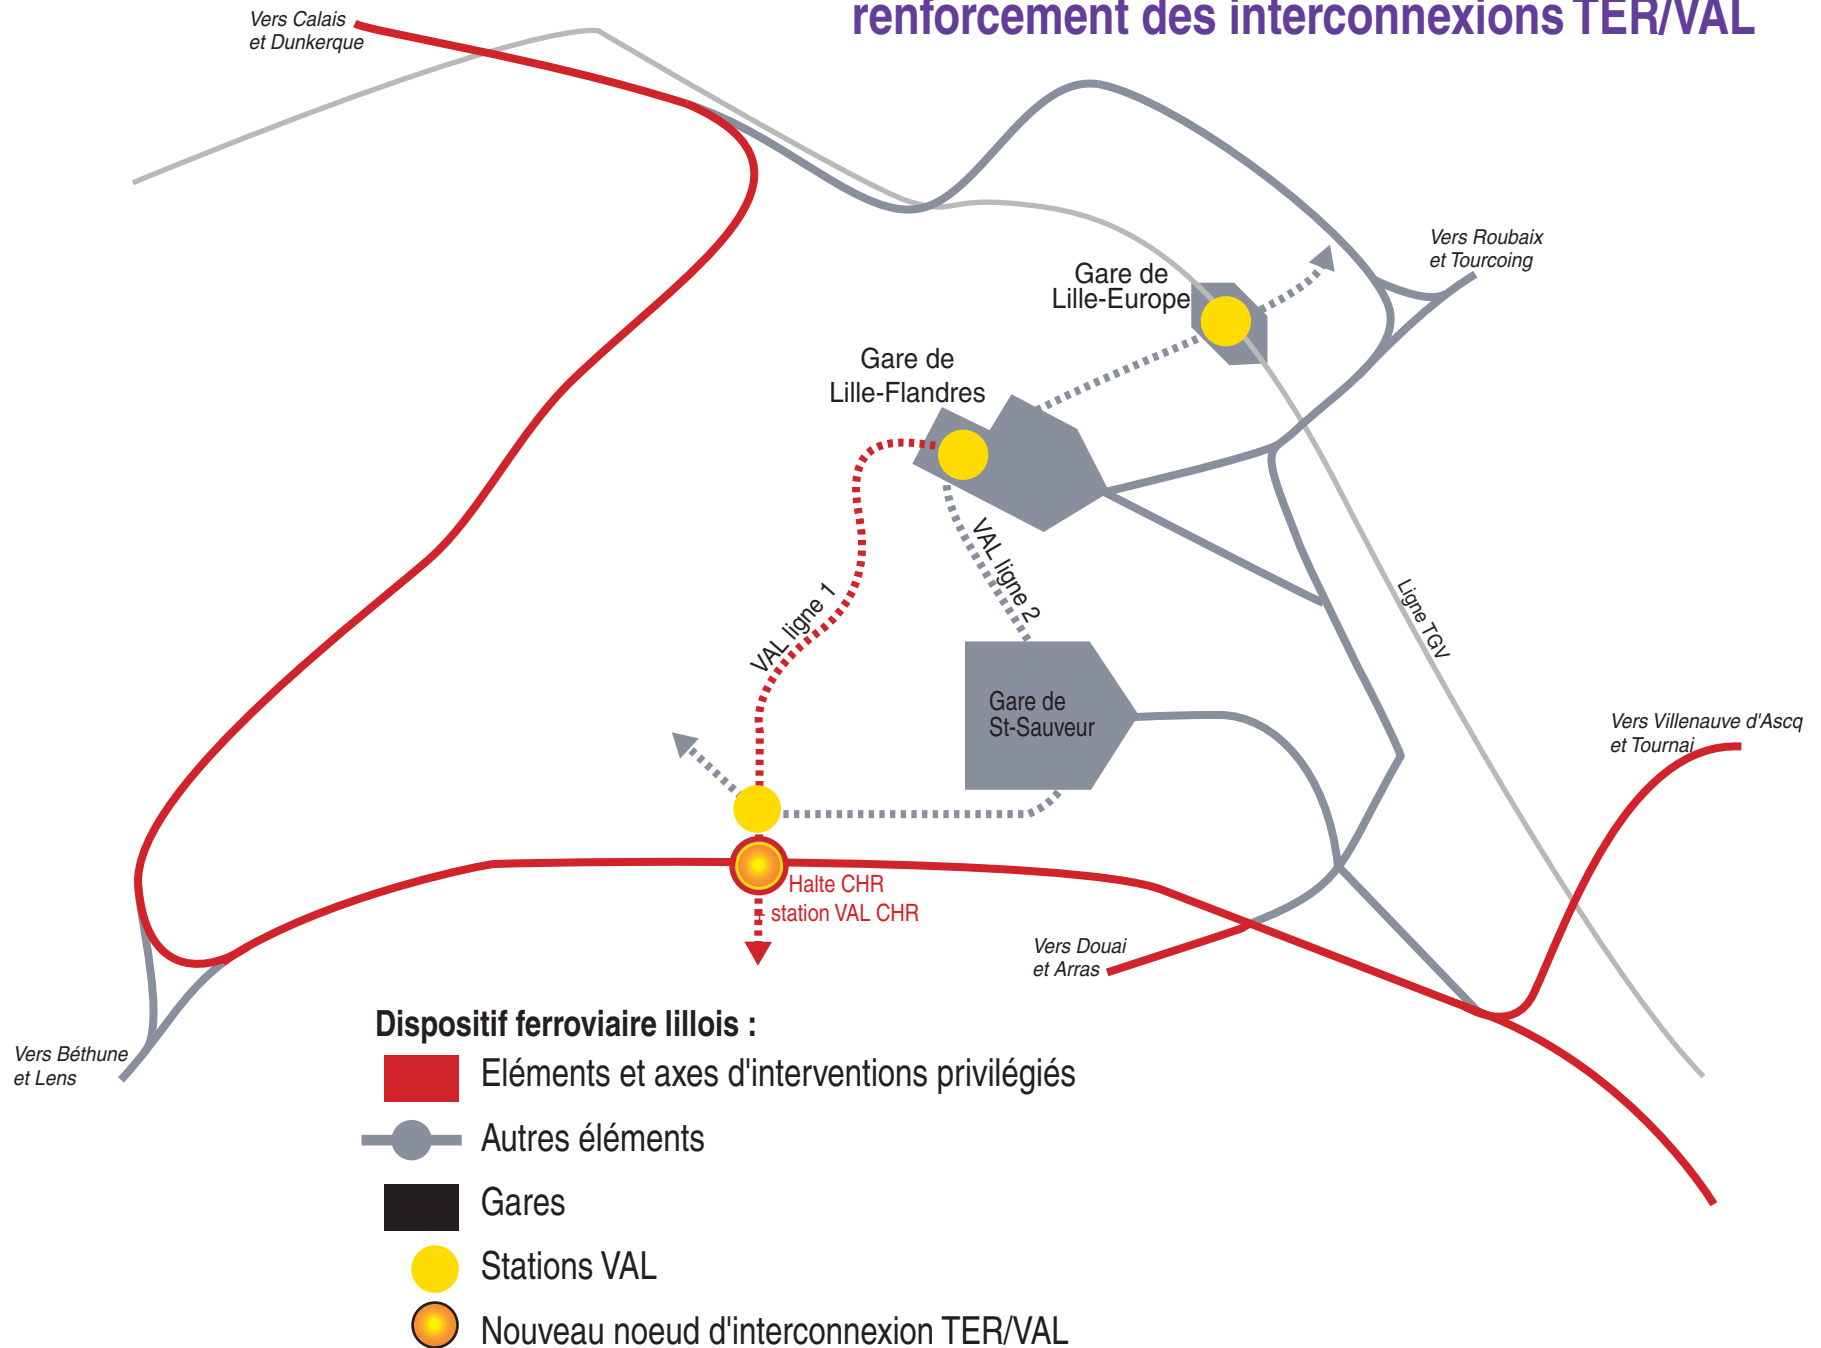 renforcement des interconnexions TER/VAL
Vers Calais
et Dunkerque
Vers Roubaix
et Tourcoing
Gare de
Lille-Europe
Gare de
Lille-Flandres
VAL ligne 1
VAL ligne 2
Ligne TGV
Gare de
St-Sauveur
Vers Villenauve d'Ascq
et Tournai
Halte CHR
+ station VAL CHR
Vers Douai
et Arras
Vers Béthune
et Lens
Dispositif ferroviaire lillois :
Eléments et axes d'interventions privilégiés
Autres éléments
Gares
Stations VAL
Nouveau noeud d'interconnexion TER/VAL